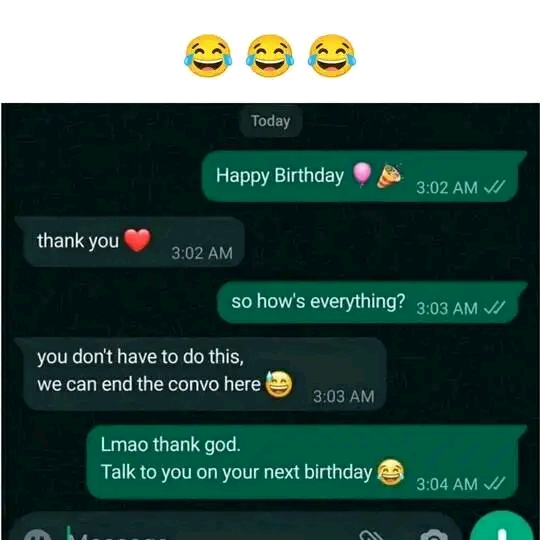 😂😂😂
Today
Happy Birthday 🎈🎉
3:02 AM
thank you ❤️
3:02 AM
so how's everything?
3:03 AM
you don't have to do this,
we can end the convo here 😅
3:03 AM
Lmao thank god.
Talk to you on your next birthday 😂
3:04 AM